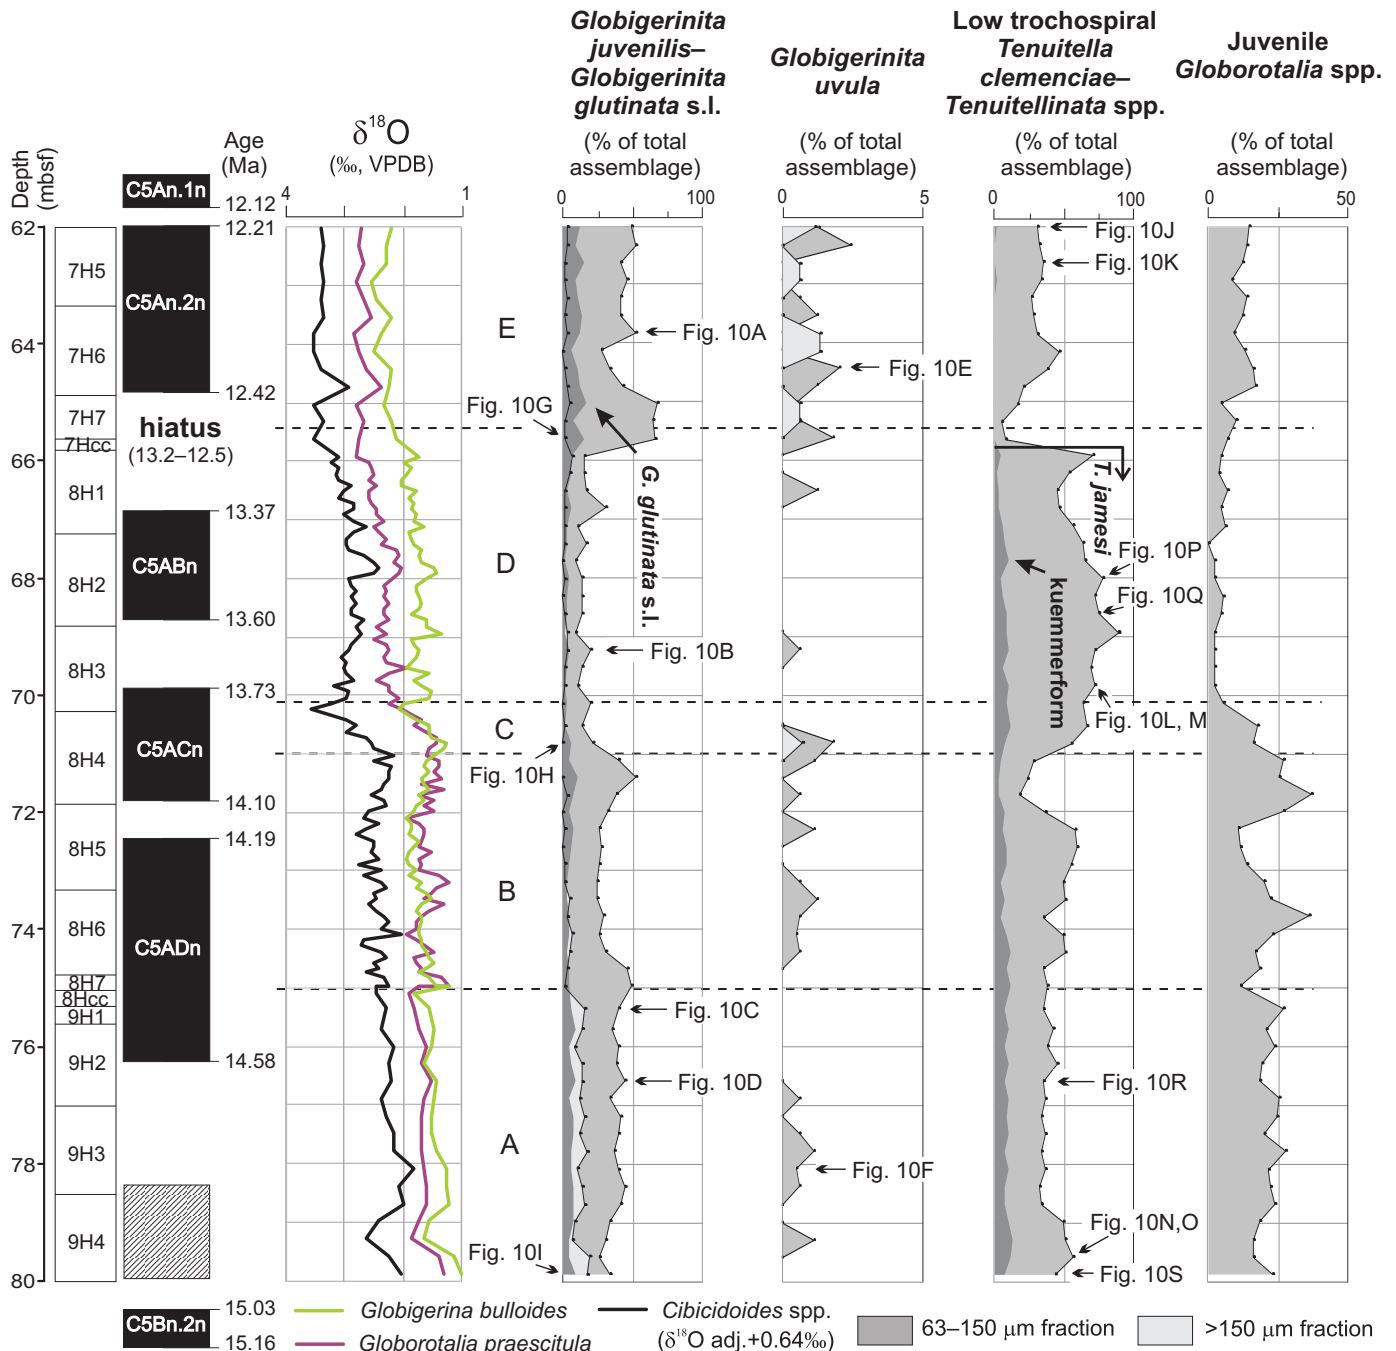 Globigerinita
juvenilis–
Globigerinita
glutinata s.l.
(% of total
assemblage)
0 100
Globigerinita
uvula
(% of total
assemblage)
0 5
Low trochospiral
Tenuitella
clemenciae–
Tenuitellinata spp.
(% of total
assemblage)
0 100
Juvenile
Globorotalia spp.
(% of total
assemblage)
0 50
Depth
(mbsf)
Age
(Ma)
δ18O
(‰, VPDB)
4 1
62
64
66
68
70
72
74
76
78
80
7H5
7H6
7H7
7Hcc
8H1
8H2
8H3
8H4
8H5
8H6
8H7
8Hcc
9H1
9H2
9H3
9H4
C5An.1n
12.12
12.21
C5An.2n
12.42
hiatus
(13.2–12.5)
13.37
C5ABn
13.60
13.73
C5ACn
14.10
14.19
C5ADn
14.58
C5Bn.2n
15.03
15.16
E
D
C
B
A
Fig. 10A
Fig. 10G
G. glutinata s.l.
Fig. 10B
Fig. 10H
Fig. 10C
Fig. 10D
Fig. 10I
Fig. 10E
Fig. 10F
Fig. 10J
Fig. 10K
T. jamesi
Fig. 10P
Fig. 10Q
kuemmerform
Fig. 10L, M
Fig. 10R
Fig. 10N,O
Fig. 10S
Globigerina bulloides
Globorotalia praescitula
Cibicidoides spp.
(δ18O adj.+0.64‰)
63–150 μm fraction
>150 μm fraction